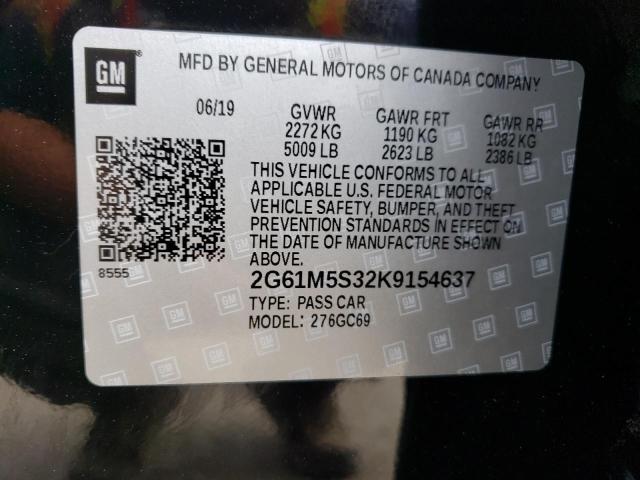 GM
MFD BY GENERAL MOTORS OF CANADA COMPANY
06/19 GVWR GAWR FRT GAWR RR
2272 KG 1190 KG 1082 KG
5009 LB 2623 LB 2386 LB
THIS VEHICLE CONFORMS TO ALL
APPLICABLE U.S. FEDERAL MOTOR
VEHICLE SAFETY, BUMPER, AND THEFT
PREVENTION STANDARDS IN EFFECT ON
THE DATE OF MANUFACTURE SHOWN
ABOVE.
8555
2G61M5S32K9154637
TYPE: PASS CAR
MODEL: 276GC69